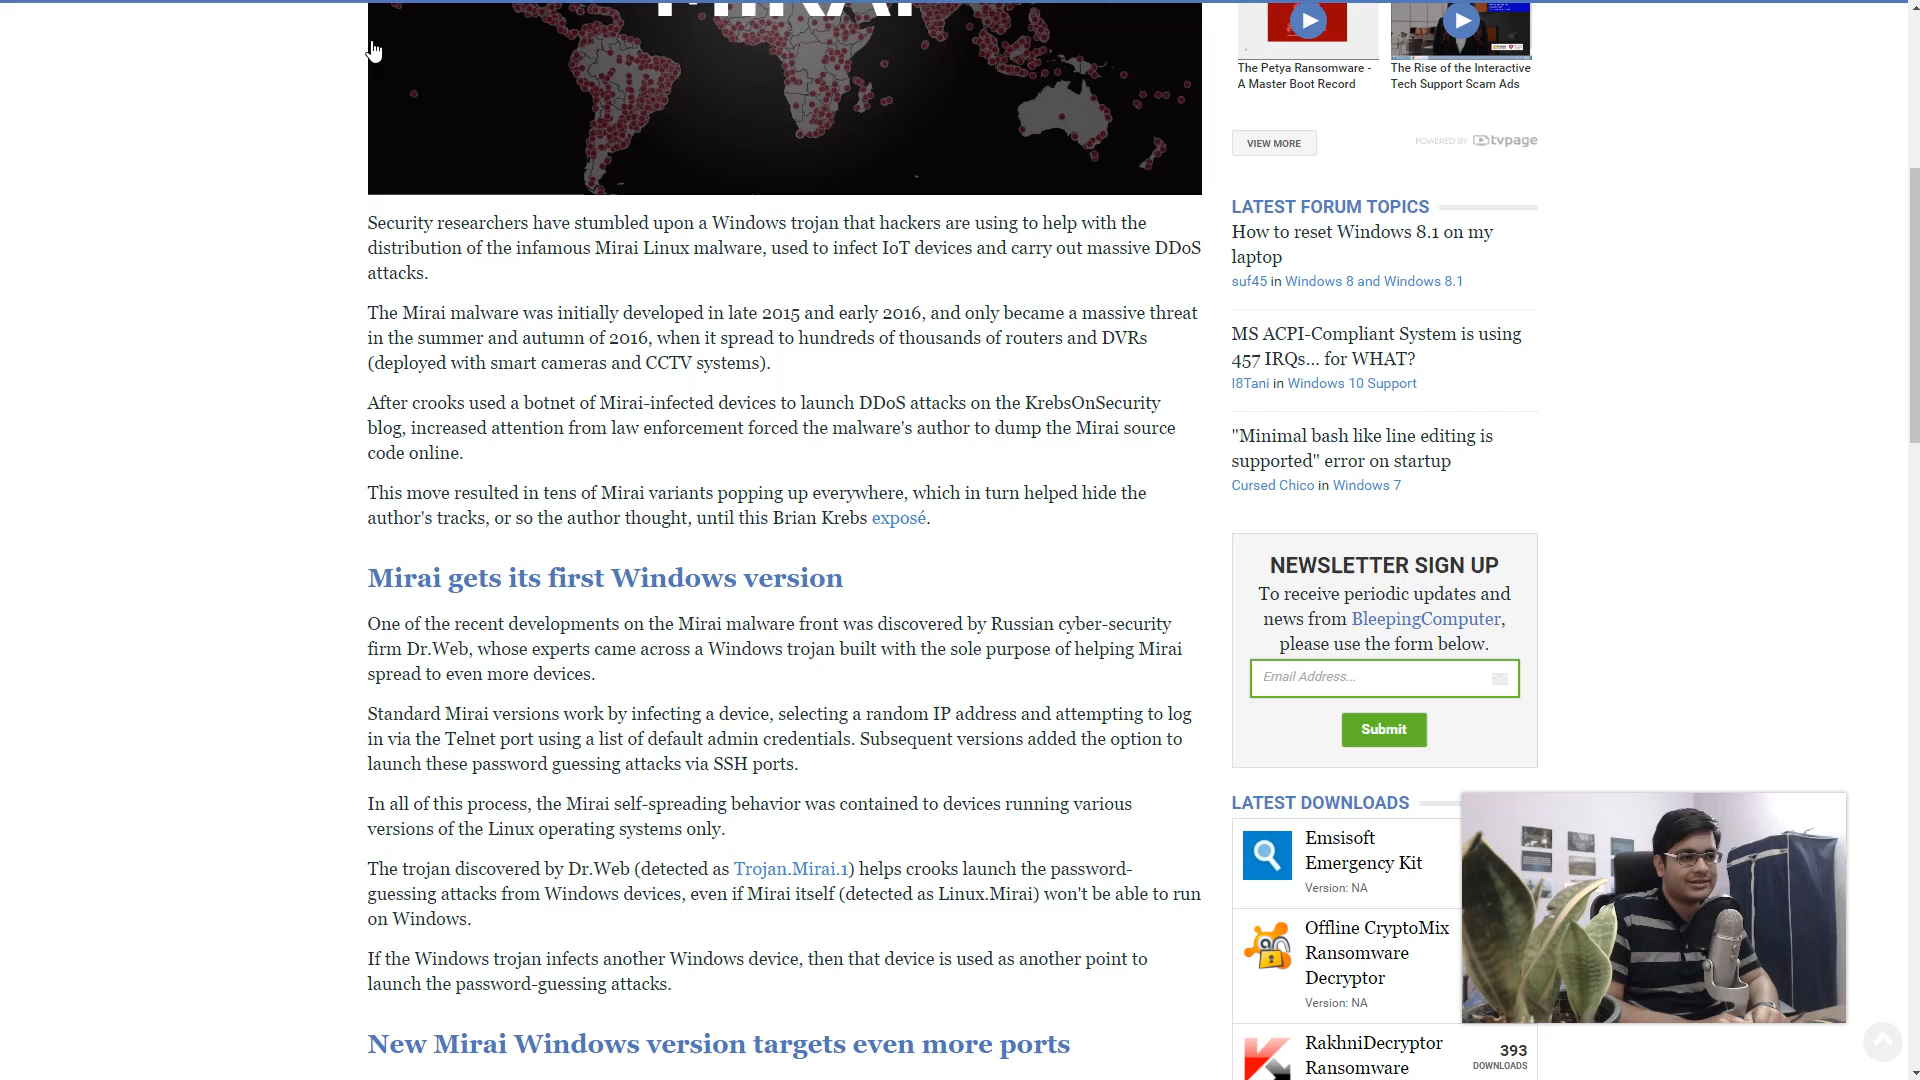 Security researchers have stumbled upon a Windows trojan that hackers are using to help with the
distribution of the infamous Mirai Linux malware, used to infect IoT devices and carry out massive DDoS
attacks.
The Mirai malware was initially developed in late 2015 and early 2016, and only became a massive threat
in the summer and autumn of 2016, when it spread to hundreds of thousands of routers and DVRs
(deployed with smart cameras and CCTV systems).
After crooks used a botnet of Mirai-infected devices to launch DDoS attacks on the KrebsOnSecurity
blog, increased attention from law enforcement forced the malware's author to dump the Mirai source
code online.
This move resulted in tens of Mirai variants popping up everywhere, which in turn helped hide the
author's tracks, or so the author thought, until this Brian Krebs exposé.
Mirai gets its first Windows version
One of the recent developments on the Mirai malware front was discovered by Russian cyber-security
firm Dr.Web, whose experts came across a Windows trojan built with the sole purpose of helping Mirai
spread to even more devices.
Standard Mirai versions work by infecting a device, selecting a random IP address and attempting to log
in via the Telnet port using a list of default admin credentials. Subsequent versions added the option to
launch these password guessing attacks via SSH ports.
In all of this process, the Mirai self-spreading behavior was contained to devices running various
versions of the Linux operating systems only.
The trojan discovered by Dr.Web (detected as Trojan.Mirai.1) helps crooks launch the password-
guessing attacks from Windows devices, even if Mirai itself (detected as Linux.Mirai) won't be able to run
on Windows.
If the Windows trojan infects another Windows device, then that device is used as another point to
launch the password-guessing attacks.
New Mirai Windows version targets even more ports
The Petya Ransomware -
A Master Boot Record
The Rise of the Interactive
Tech Support Scam Ads
VIEW MORE
POWERED BY tvpage
LATEST FORUM TOPICS
How to reset Windows 8.1 on my
laptop
suf45 in Windows 8 and Windows 8.1
MS ACPI-Compliant System is using
457 IRQs... for WHAT?
I8Tani in Windows 10 Support
"Minimal bash like line editing is
supported" error on startup
Cursed Chico in Windows 7
NEWSLETTER SIGN UP
To receive periodic updates and
news from BleepingComputer,
please use the form below.
Email Address...
Submit
LATEST DOWNLOADS
Emsisoft
Emergency Kit
Version: NA
Offline CryptoMix
Ransomware
Decryptor
Version: NA
RakhniDecryptor
Ransomware
393
DOWNLOADS